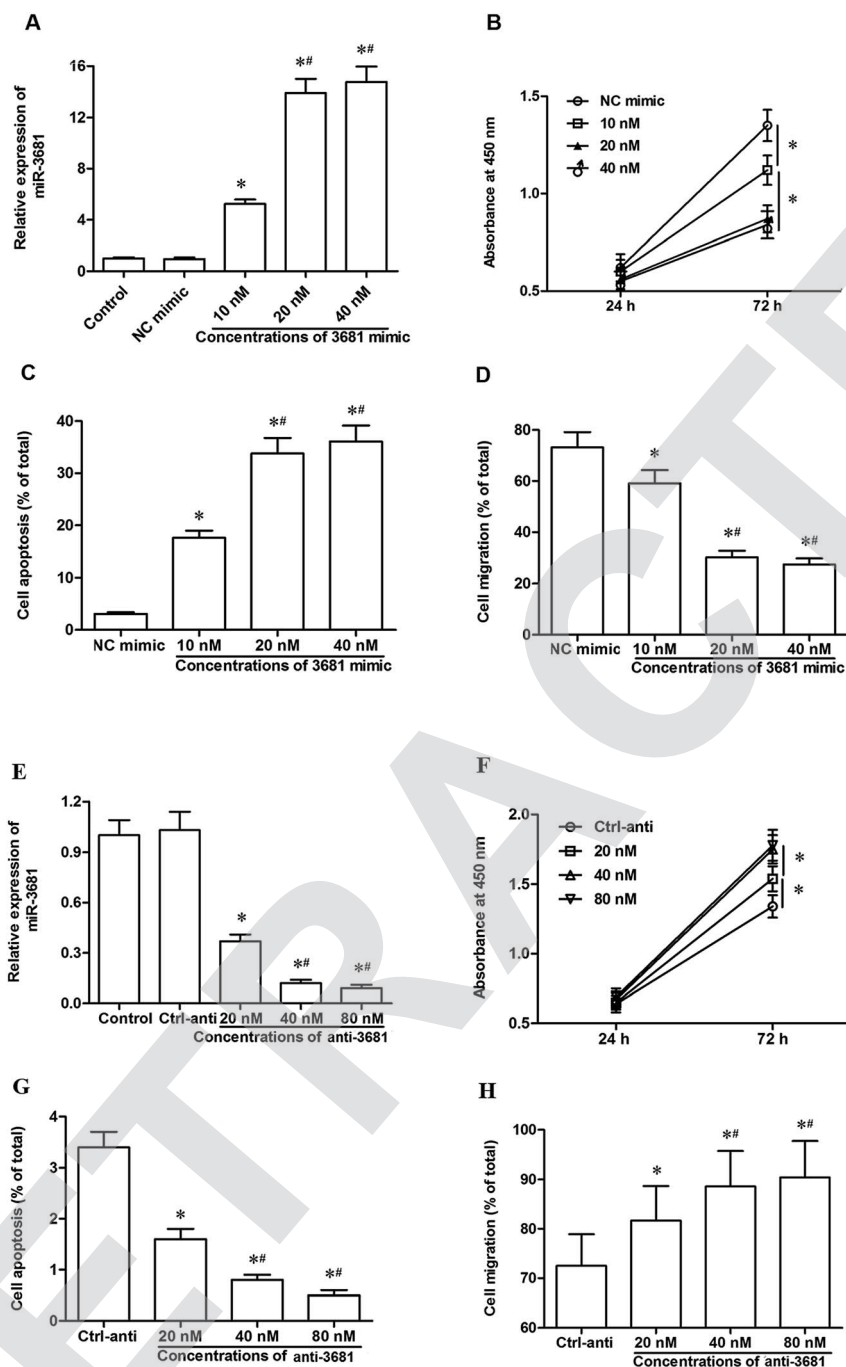 A
Relative expression of
miR-3681
16
12
8
4
0
*
*#
*#
Control
NC mimic
10 nM
20 nM
40 nM
Concentrations of 3681 mimic
B
Absorbance at 450 nm
1.5
1.0
0.5
NC mimic
10 nM
20 nM
40 nM
*
*
24 h
72 h
C
Cell apoptosis (% of total)
40
30
20
10
0
*
*#
*#
NC mimic
10 nM
20 nM
40 nM
Concentrations of 3681 mimic
D
Cell migration (% of total)
80
60
40
20
0
*
*#
*#
NC mimic
10 nM
20 nM
40 nM
Concentrations of 3681 mimic
E
Relative expression of
miR-3681
1.2
0.9
0.6
0.3
0.0
*
*#
*#
Control
Ctrl-anti
20 nM
40 nM
80 nM
Concentrations of anti-3681
F
Absorbance at 450 nm
2.0
1.5
1.0
0.5
Ctrl-anti
20 nM
40 nM
80 nM
*
*
24 h
72 h
G
Cell apoptosis (% of total)
4
3
2
1
0
*
*#
*#
Ctrl-anti
20 nM
40 nM
80 nM
Concentrations of anti-3681
H
Cell migration (% of total)
100
90
80
70
60
*
*#
*#
Ctrl-anti
20 nM
40 nM
80 nM
Concentrations of anti-3681
ETRACTE